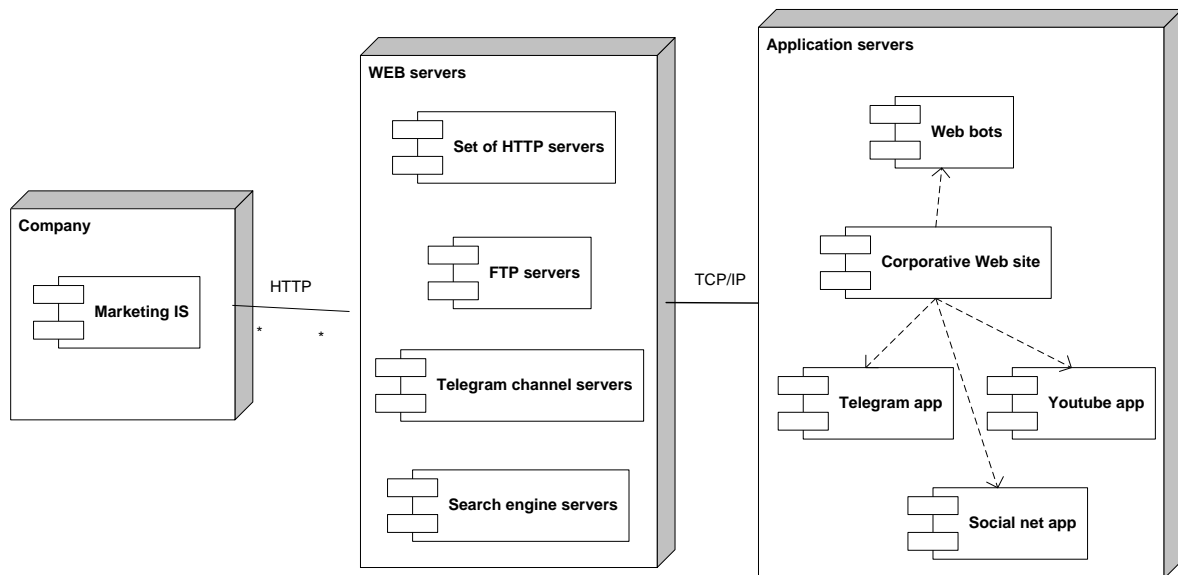 Company
Marketing IS
HTTP
*
*
WEB servers
Set of HTTP servers
FTP servers
Telegram channel servers
Search engine servers
TCP/IP
Application servers
Web bots
Corporative Web site
Telegram app
Youtube app
Social net app